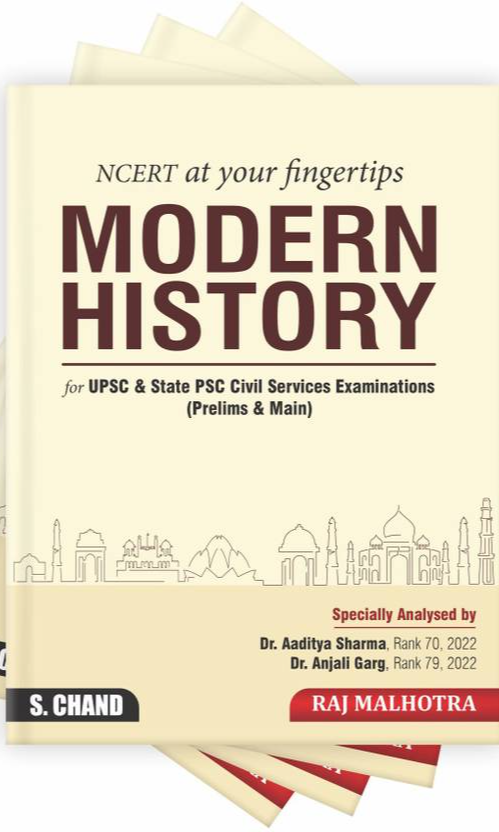 NCERT at your fingertips
MODERN
HISTORY
for UPSC & State PSC Civil Services Examinations
(Prelims & Main)
Specially Analysed by
Dr. Aaditya Sharma, Rank 70, 2022
Dr. Anjali Garg, Rank 79, 2022
S. CHAND
RAJ MALHOTRA